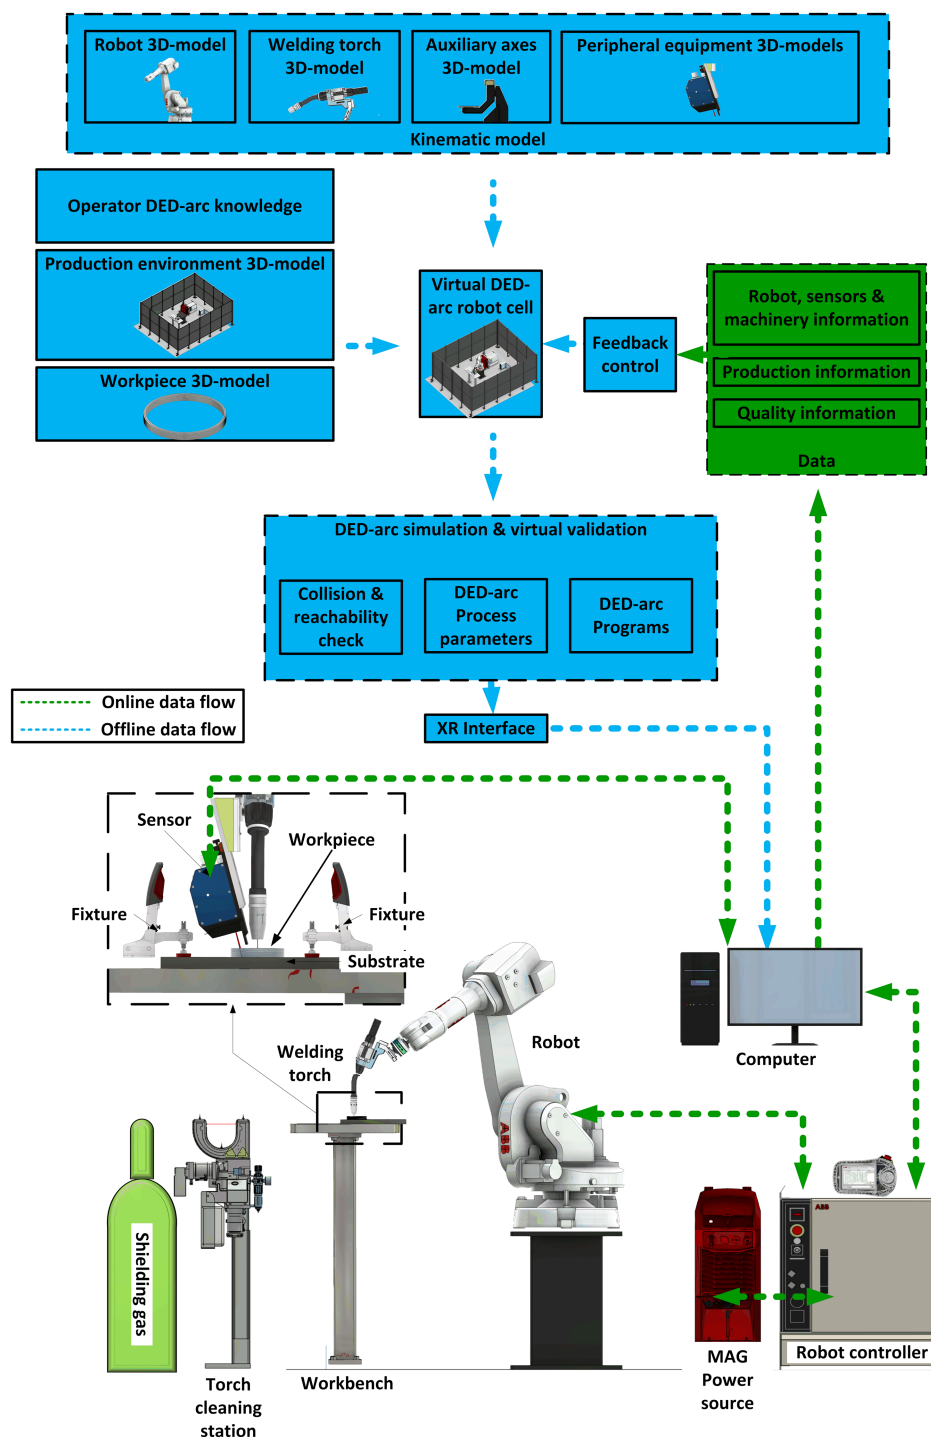 Robot 3D-model
Welding torch
3D-model
Auxiliary axes
3D-model
Peripheral equipment 3D-models
Kinematic model
Operator DED-arc knowledge
Production environment 3D-model
Workpiece 3D-model
Virtual DED-
arc robot cell
Feedback
control
Robot, sensors &
machinery information
Production information
Quality information
Data
DED-arc simulation & virtual validation
Collision &
reachability
check
DED-arc
Process
parameters
DED-arc
Programs
XR Interface
Online data flow
Offline data flow
Sensor
Workpiece
Fixture
Fixture
Substrate
Welding
torch
Robot
Computer
ABB
ABB
Shielding gas
Torch
cleaning
station
Workbench
MAG
Power
source
Robot controller